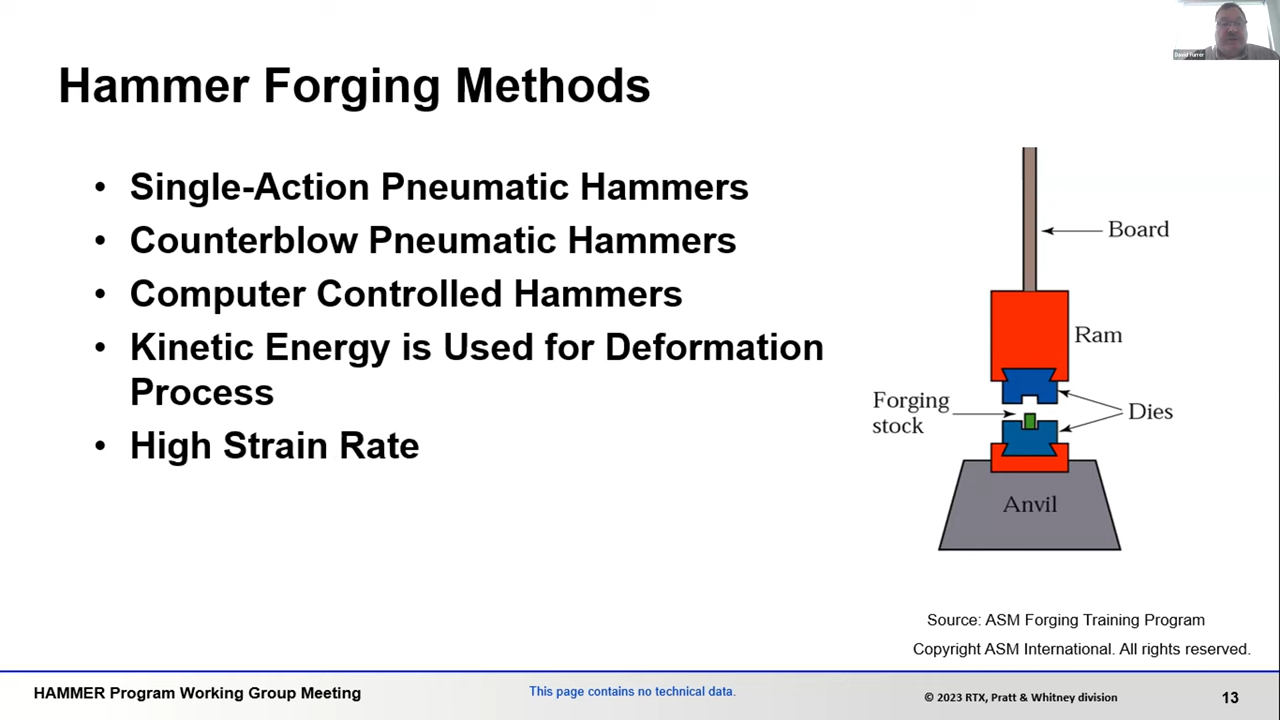 David Furrer
Hammer Forging Methods
• Single-Action Pneumatic Hammers
• Counterblow Pneumatic Hammers
• Computer Controlled Hammers
• Kinetic Energy is Used for Deformation
Process
• High Strain Rate
Board
Ram
Forging
stock
Dies
Anvil
Source: ASM Forging Training Program
Copyright ASM International. All rights reserved.
HAMMER Program Working Group Meeting
This page contains no technical data.
© 2023 RTX, Pratt & Whitney division
13